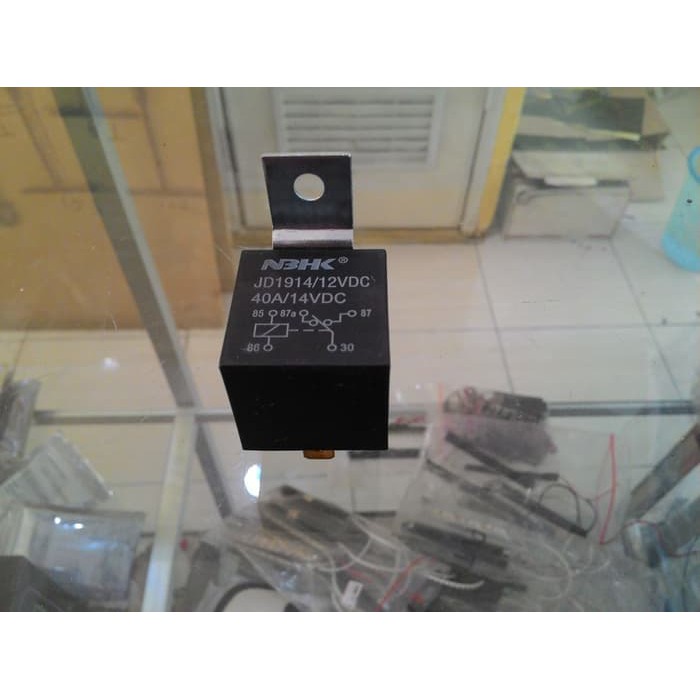 NBHK®
JD1914/12VDC
40A/14VDC
85 87a 87
86 30